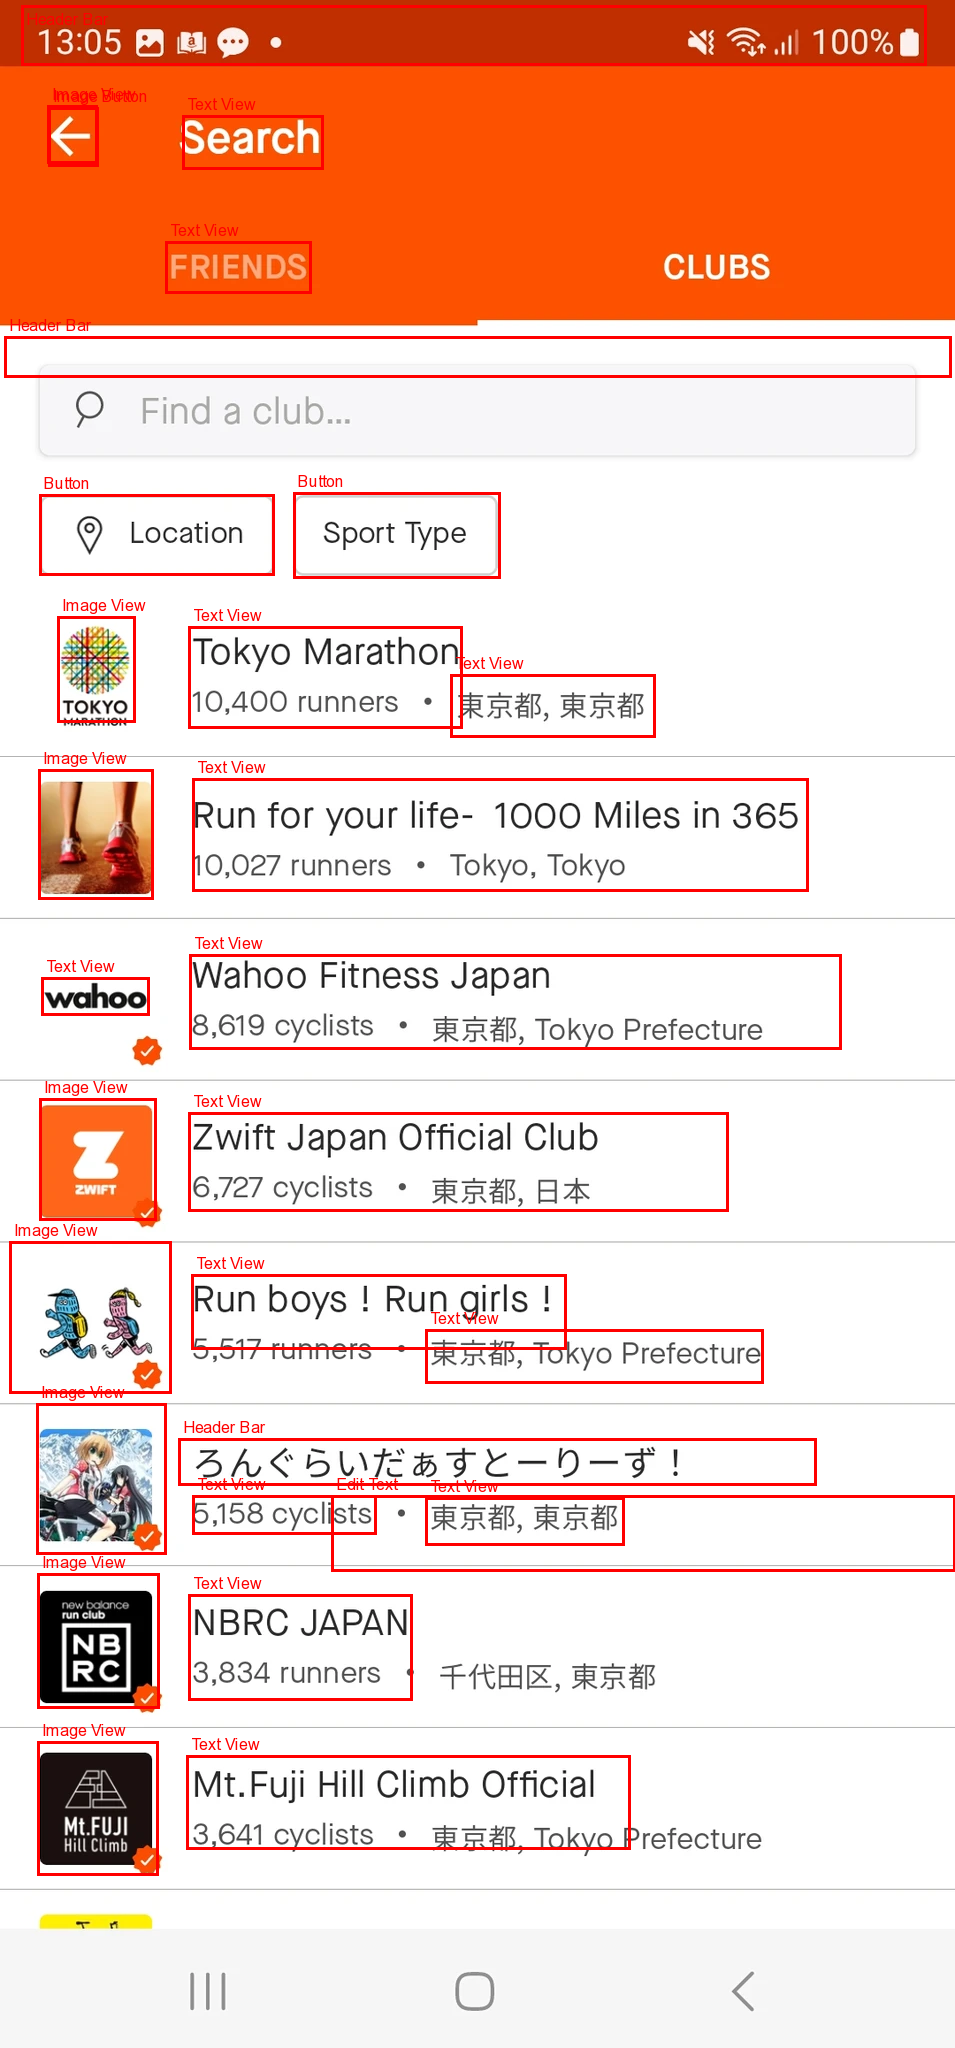 Header Bar
13:05
100%
Image View
Image Button
Text View
Search
Text View
FRIENDS
CLUBS
Header Bar
Find a club...
Button
Button
Location
Sport Type
Image View
Text View
Tokyo Marathon
Text View
10,400 runners • 東京都, 東京都
TOKYO
MARATHON
Image View
Text View
Run for your life- 1000 Miles in 365
10,027 runners • Tokyo, Tokyo
Text View
Text View
wahoo
Wahoo Fitness Japan
8,619 cyclists • 東京都, Tokyo Prefecture
Image View
Text View
Zwift Japan Official Club
6,727 cyclists • 東京都, 日本
ZWIFT
Image View
Text View
Run boys ! Run girls !
Text View
5,517 runners • 東京都, Tokyo Prefecture
Image View
Header Bar
ろんぐらいだぁすとーりーず！
Text View
Edit Text
Text View
5,158 cyclists • 東京都, 東京都
Image View
Text View
new balance
run club
NB
RC
NBRC JAPAN
3,834 runners • 千代田区, 東京都
Image View
Text View
Mt.FUJI
Hill Climb
Mt.Fuji Hill Climb Official
3,641 cyclists • 東京都, Tokyo Prefecture